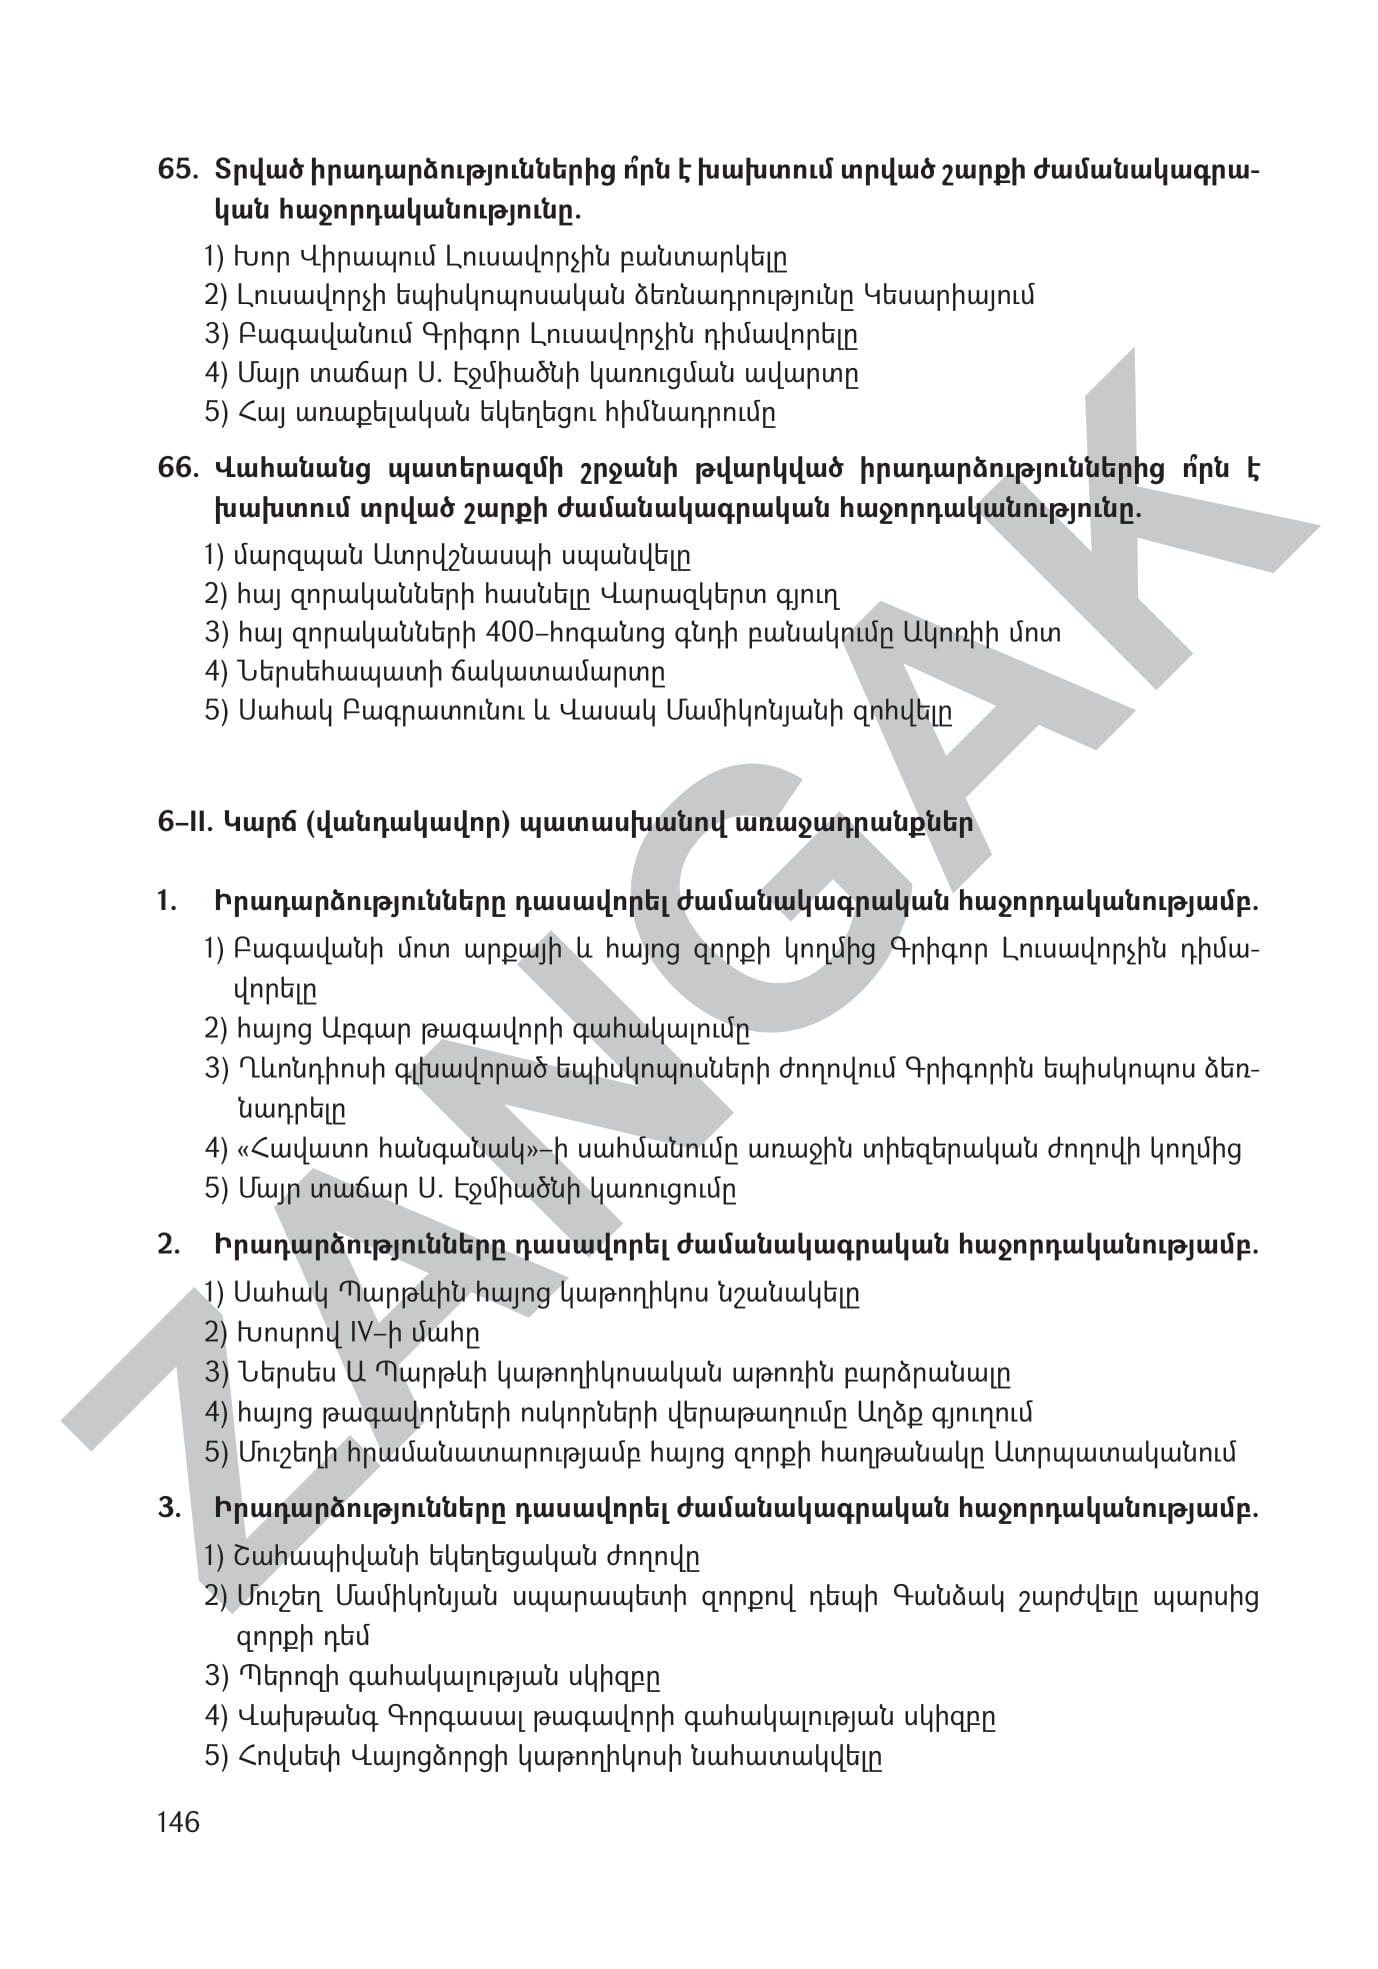 65. Տրված իրադարձություններից ո՞րն է խախտում տրված շարքի ժամանակագրա-
կան հաջորդականությունը.
1) Խոր Վիրապում Լուսավորչին բանտարկելը
2) Լուսավորչի եպիսկոպոսական ձեռնադրությունը Կեսարիայում
3) Բագավանում Գրիգոր Լուսավորչին դիմավորելը
4) Մայր տաճար Ս. Էջմիածնի կառուցման ավարտը
5) Հայ առաքելական եկեղեցու հիմնադրումը
66. Վահանանց պատերազմի շրջանի թվարկված իրադարձություններից ո՞րն է
խախտում տրված շարքի ժամանակագրական հաջորդականությունը.
1) մարզպան Ատրվշնասպի սպանվելը
2) հայ զորականների հասնելը Վարազկերտ գյուղ
3) հայ զորականների 400–հոգանոց գնդի բանակումը Ակոռիի մոտ
4) Ներսեհապատի ճակատամարտը
5) Սահակ Բագրատունու և Վասակ Մամիկոնյանի զոհվելը
6–II. Կարճ (վանդակավոր) պատասխանով առաջադրանքներ
1. Իրադարձությունները դասավորել ժամանակագրական հաջորդականությամբ.
1) Բագավանի մոտ արքայի և հայոց զորքի կողմից Գրիգոր Լուսավորչին դիմա-
վորելը
2) հայոց Աբգար թագավորի գահակալումը
3) Ղևոնդիոսի գլխավորած եպիսկոպոսների ժողովում Գրիգորին եպիսկոպոս ձեռ-
նադրելը
4) «Հավատո հանգանակ»–ի սահմանումը առաջին տիեզերական ժողովի կողմից
5) Մայր տաճար Ս. Էջմիածնի կառուցումը
2. Իրադարձությունները դասավորել ժամանակագրական հաջորդականությամբ.
1) Սահակ Պարթևին հայոց կաթողիկոս նշանակելը
2) Խոսրով IV–ի մահը
3) Ներսես Ա Պարթևի կաթողիկոսական աթոռին բարձրանալը
4) հայոց թագավորների ոսկորների վերաթաղումը Աղձք գյուղում
5) Մուշեղի հրամանատարությամբ հայոց զորքի հաղթանակը Ատրպատականում
3. Իրադարձությունները դասավորել ժամանակագրական հաջորդականությամբ.
1) Շահապիվանի եկեղեցական ժողովը
2) Մուշեղ Մամիկոնյան սպարապետի զորքով դեպի Գանձակ շարժվելը պարսից
զորքի դեմ
3) Պերոզի գահակալության սկիզբը
4) Վախթանգ Գորգասալ թագավորի գահակալության սկիզբը
5) Հովսեփ Վայոցձորցի կաթողիկոսի նահատակվելը
146
ZANGAK